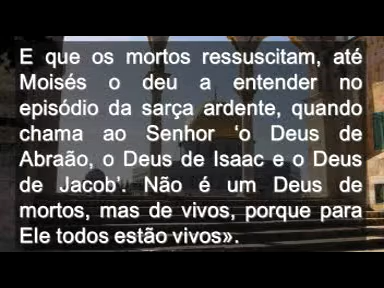 E que os mortos ressuscitam, até
Moisés o deu a entender no
episódio da sarça ardente, quando
chama ao Senhor ‘o Deus de
Abraão, o Deus de Isaac e o Deus
de Jacob’. Não é um Deus de
mortos, mas de vivos, porque para
Ele todos estão vivos».